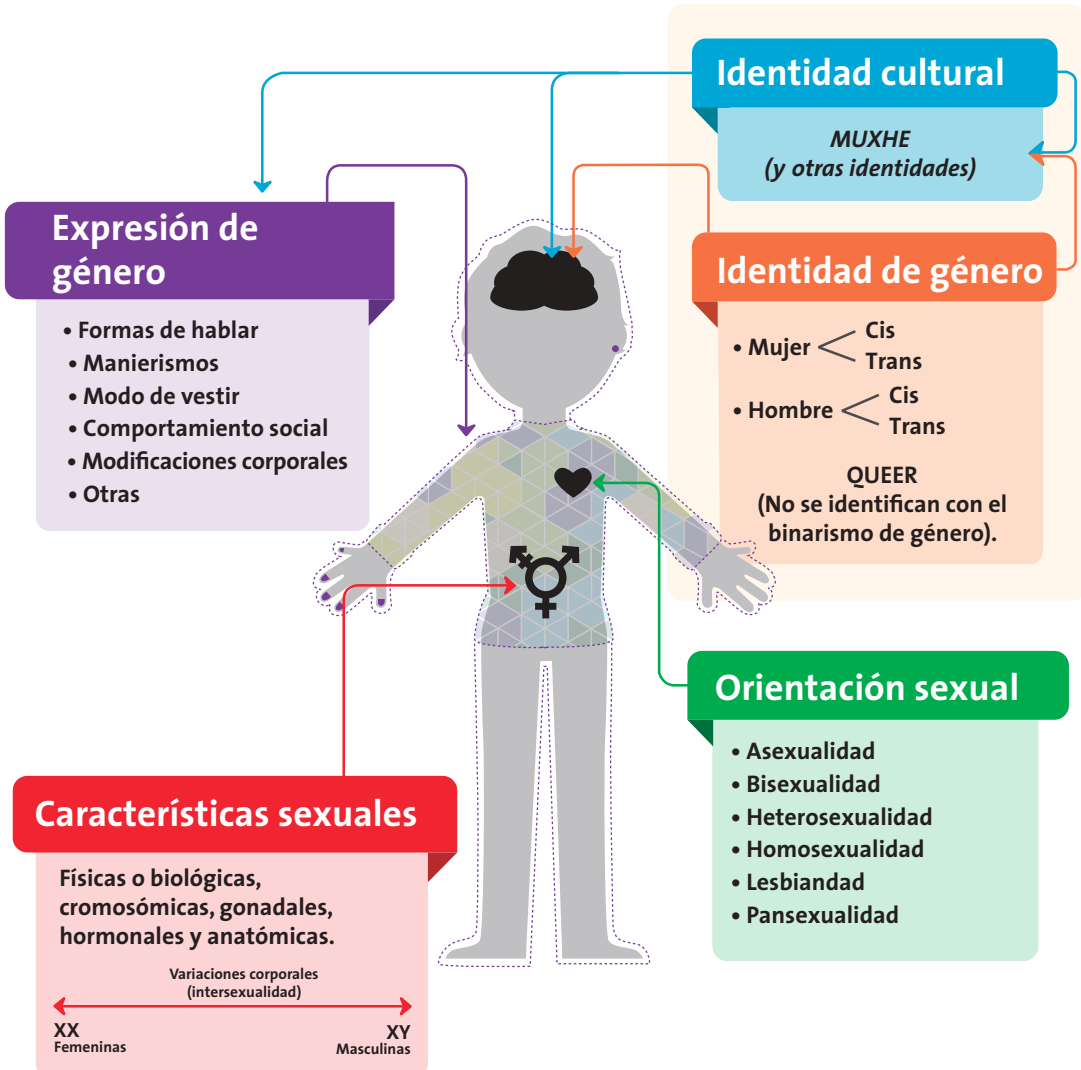 Identidad cultural
MUXHE
(y otras identidades)
Expresión de
género
• Formas de hablar
• Manierismos
• Modo de vestir
• Comportamiento social
• Modificaciones corporales
• Otras
Identidad de género
• Mujer
Cis
Trans
• Hombre
Cis
Trans
QUEER
(No se identifican con el
binarismo de género).
Orientación sexual
• Asexualidad
• Bisexualidad
• Heterosexualidad
• Homosexualidad
• Lesbiandad
• Pansexualidad
Característísticas sexuales
Físicas o biológicas,
cromosómicas, gonadales,
hormonales y anatómicas.
Variaciones corporales
(intersexualidad)
XX
Femeninas
XY
Masculinas